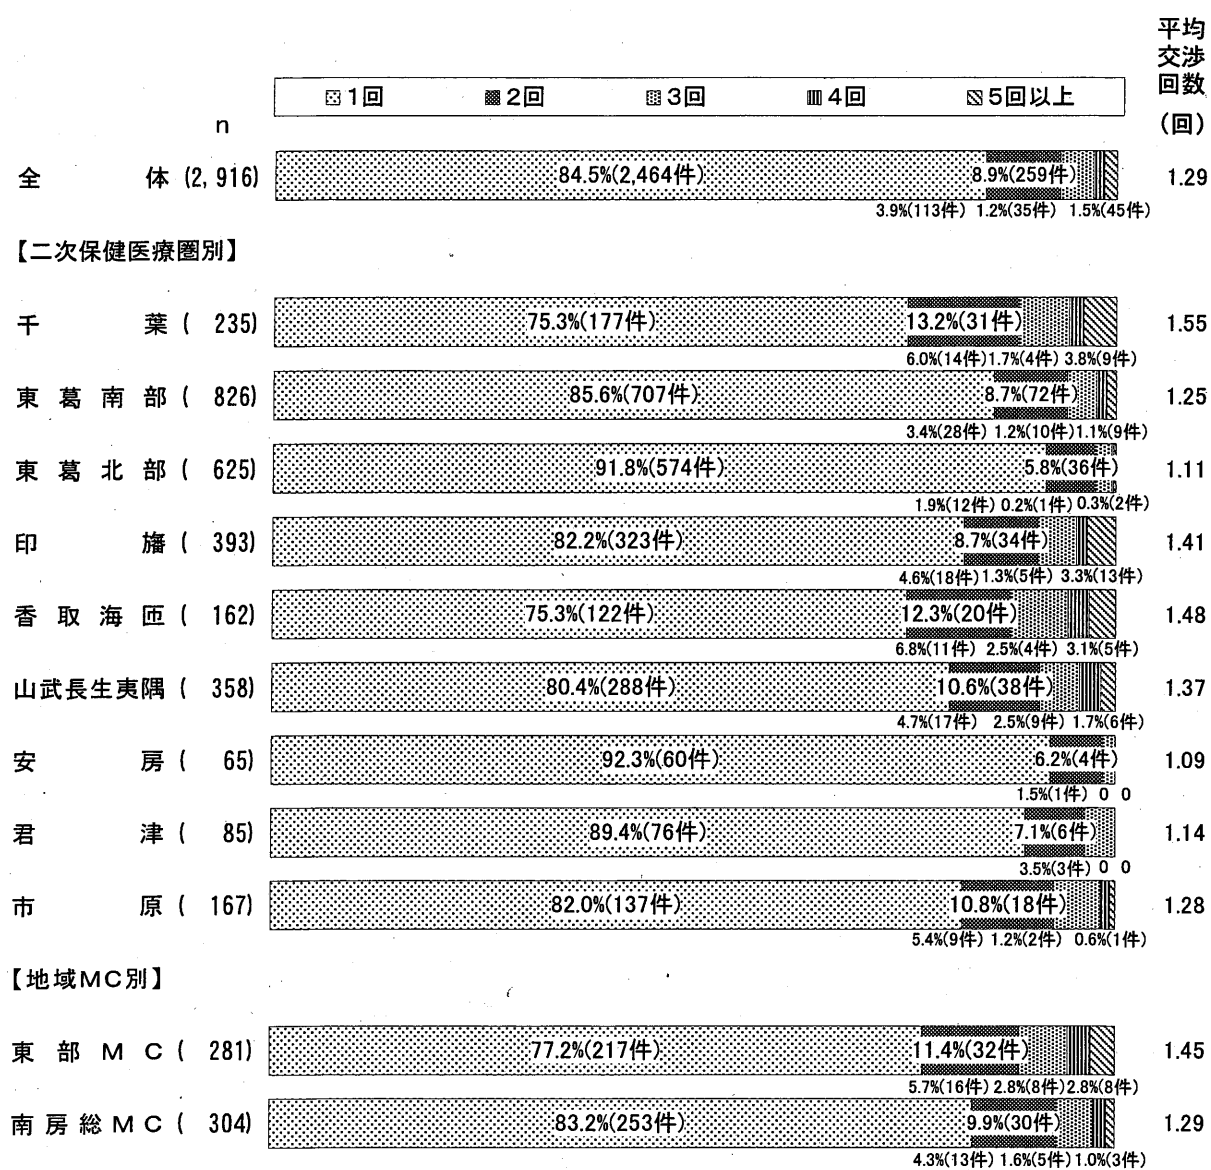 平均
交渉
回数
(回)
1回 2回 3回 4回 5回以上
n
全体 (2,916) 84.5%(2,464件) 8.9%(259件) 1.29
3.9%(113件) 1.2%(35件) 1.5%(45件)
【二次保健医療圏別】
千葉 ( 235) 75.3%(177件) 13.2%(31件) 1.55
6.0%(14件) 1.7%(4件) 3.8%(9件)
東葛南部 ( 826) 85.6%(707件) 8.7%(72件) 1.25
3.4%(28件) 1.2%(10件) 1.1%(9件)
東葛北部 ( 625) 91.8%(574件) 5.8%(36件) 1.11
1.9%(12件) 0.2%(1件) 0.3%(2件)
印旛 ( 393) 82.2%(323件) 8.7%(34件) 1.41
4.6%(18件) 1.3%(5件) 3.3%(13件)
香取海匝 ( 162) 75.3%(122件) 12.3%(20件) 1.48
6.8%(11件) 2.5%(4件) 3.1%(5件)
山武長生夷隅 ( 358) 80.4%(288件) 10.6%(38件) 1.37
4.7%(17件) 2.5%(9件) 1.7%(6件)
安房 ( 65) 92.3%(60件) 6.2%(4件) 1.09
1.5%(1件) 0 0
君津 ( 85) 89.4%(76件) 7.1%(6件) 1.14
3.5%(3件) 0 0
市原 ( 167) 82.0%(137件) 10.8%(18件) 1.28
5.4%(9件) 1.2%(2件) 0.6%(1件)
【地域MC別】
東部MC ( 281) 77.2%(217件) 11.4%(32件) 1.45
5.7%(16件) 2.8%(8件) 2.8%(8件)
南房総MC ( 304) 83.2%(253件) 9.9%(30件) 1.29
4.3%(13件) 1.6%(5件) 1.0%(3件)